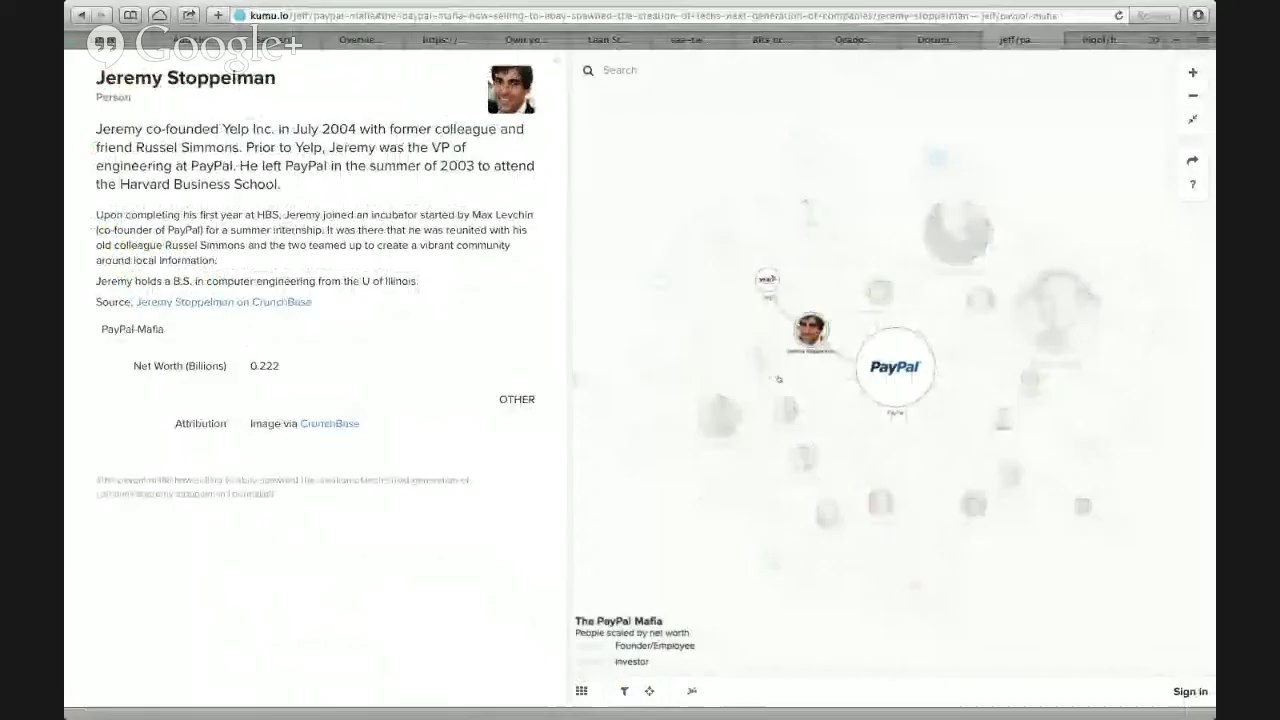 kumu.io
Google+
Jeremy Stoppelman
Person
Jeremy co-founded Yelp Inc. in July 2004 with former colleague and
friend Russel Simmons. Prior to Yelp, Jeremy was the VP of
engineering at PayPal. He left PayPal in the summer of 2003 to attend
the Harvard Business School.
Upon completing his first year at HBS, Jeremy joined an incubator started by Max Levchin
(co-founder of PayPal) for a summer internship. It was there that he was reunited with his
old colleague Russel Simmons and the two teamed up to create a vibrant community
around local information.
Jeremy holds a B.S. in computer engineering from the U of Illinois.
Source: Jeremy Stoppelman on CrunchBase
PayPal-Mafia
Net Worth (Billions) 0.222
OTHER
Attribution Image via CrunchBase
Search
PayPal
The PayPal Mafia
People scaled by net worth
Founder/Employee
Investor
Sign in